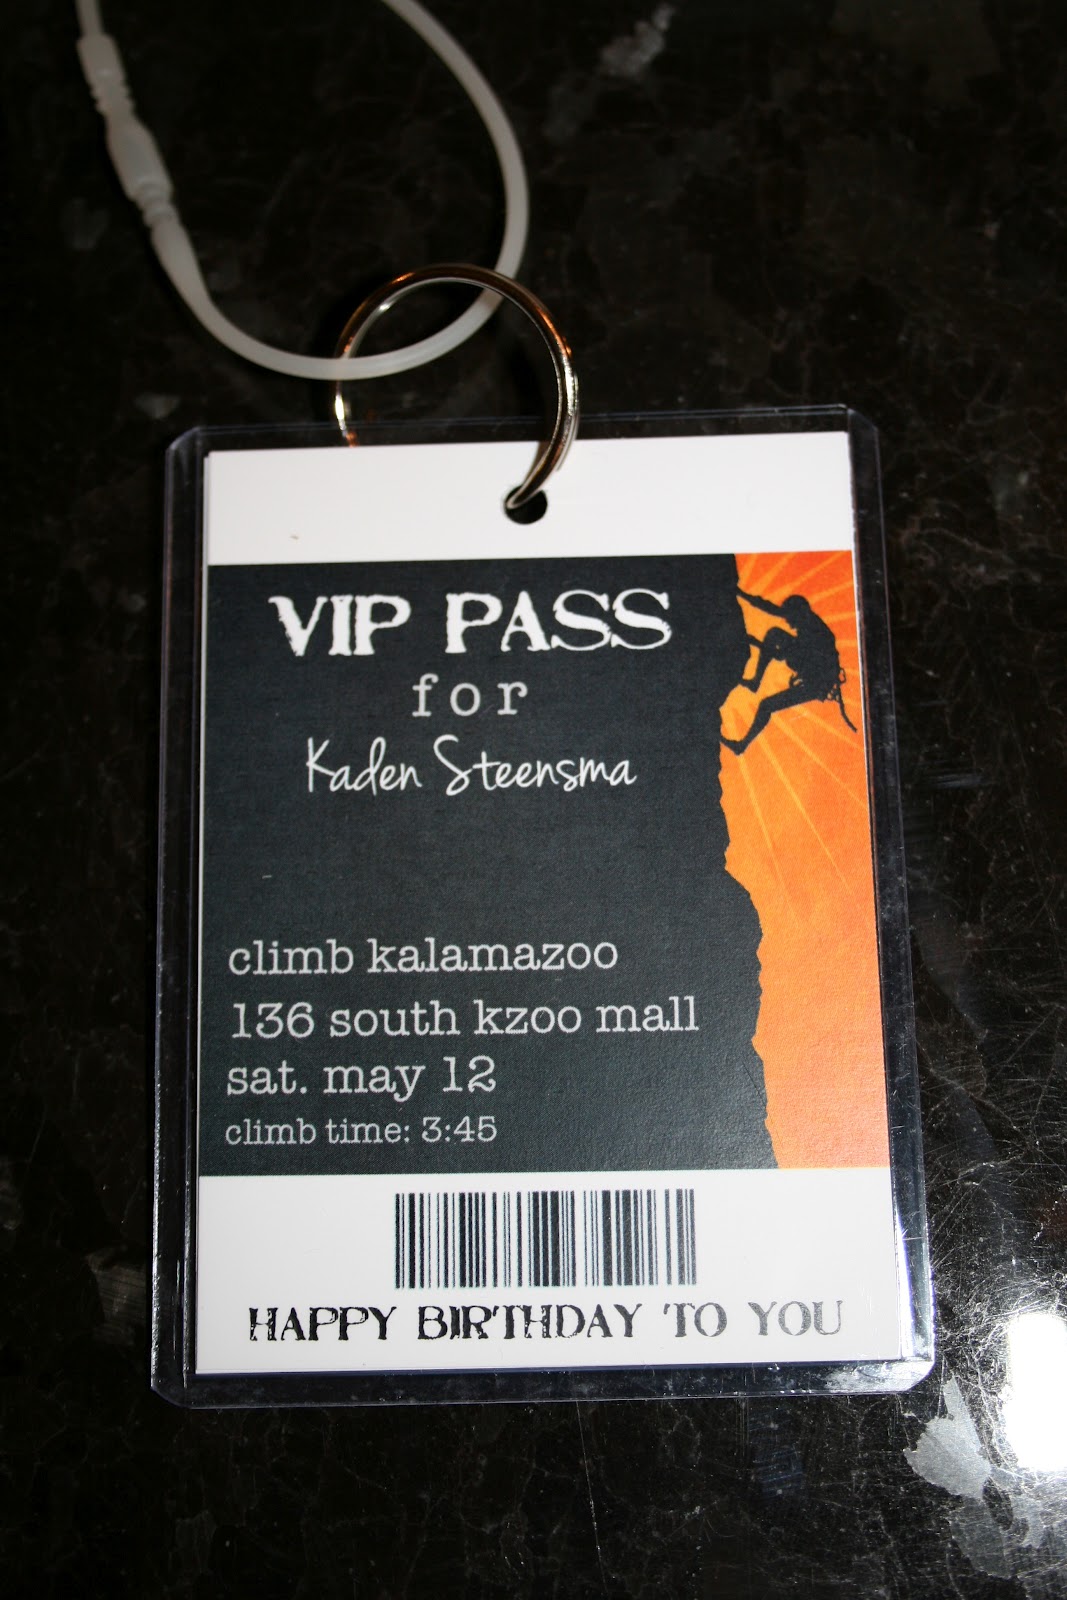 VIP PASS
for
Kaden Steensma
climb kalamazoo
136 south kzoo mall
sat. may 12
climb time: 3:45
HAPPY BIRTHDAY TO YOU